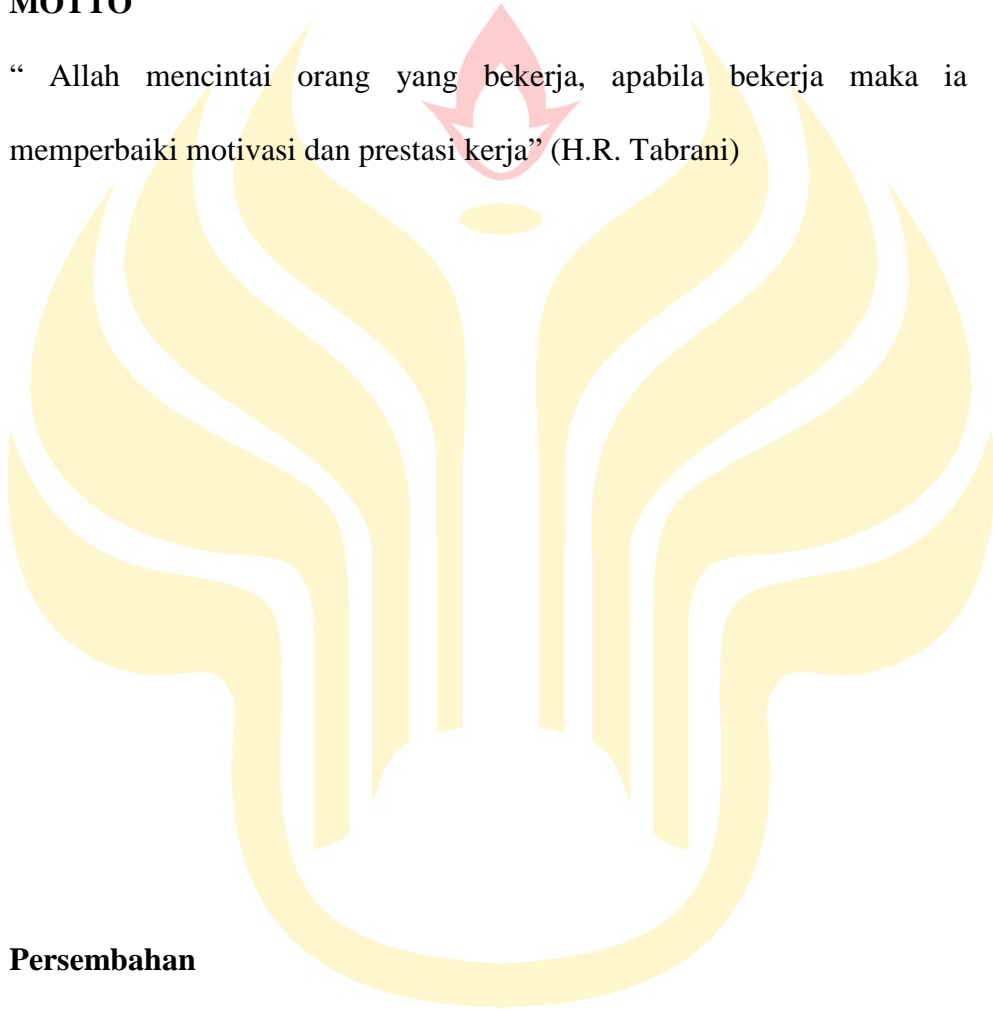 MOTTO
“ Allah mencintai orang yang bekerja, apabila bekerja maka ia
memperbaiki motivasi dan prestasi kerja” (H.R. Tabrani)
Persembahan